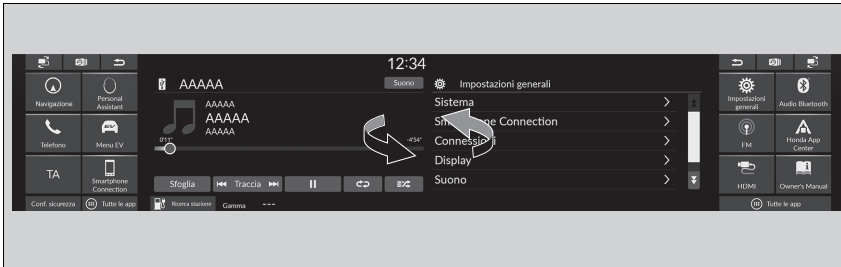 12:34
Navigazione
Personal
Assistant
Telefono
Menu EV
TA
Smartphone
Connection
Conf. sicurezza
Tutte le app
AAAAA
Suono
AAAAA
AAAAA
AAAAA
0'11"
-4'54"
Sfoglia
Traccia
Ricerca stazione
Gamma ---
Impostazioni generali
Sistema
Connection
Display
Suono
Impostazioni
generali
Audio Bluetooth
FM
Honda App
Center
HDMI
Owner's Manual
Tutte le app